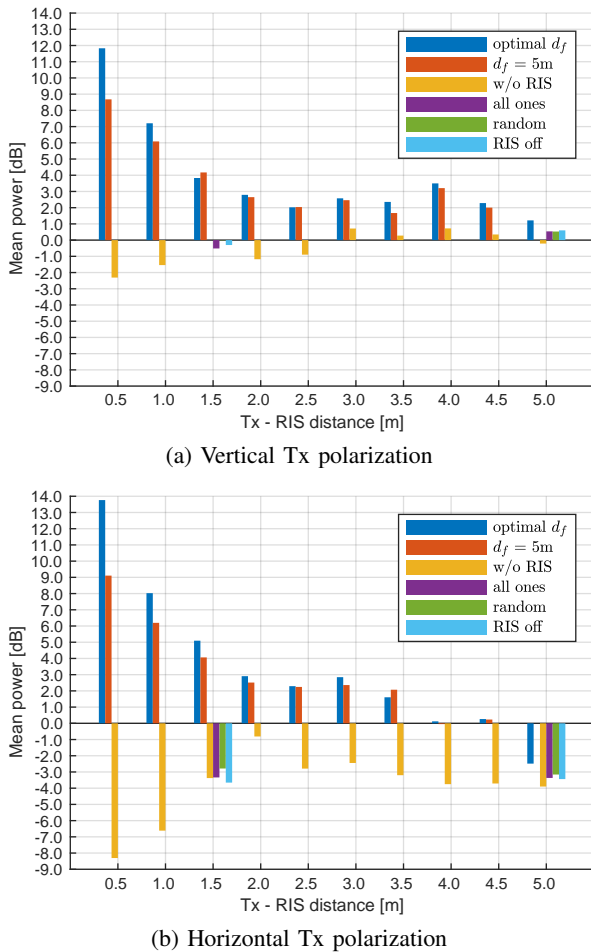 14.0
13.0
12.0
11.0
10.0
9.0
8.0
7.0
6.0
5.0
4.0
3.0
2.0
1.0
0.0
-1.0
-2.0
-3.0
-4.0
-5.0
-6.0
-7.0
-8.0
-9.0
Mean power [dB]
optimal d_f
d_f = 5m
w/o RIS
all ones
random
RIS off
0.5 1.0 1.5 2.0 2.5 3.0 3.5 4.0 4.5 5.0
Tx - RIS distance [m]
(a) Vertical Tx polarization
14.0
13.0
12.0
11.0
10.0
9.0
8.0
7.0
6.0
5.0
4.0
3.0
2.0
1.0
0.0
-1.0
-2.0
-3.0
-4.0
-5.0
-6.0
-7.0
-8.0
-9.0
Mean power [dB]
optimal d_f
d_f = 5m
w/o RIS
all ones
random
RIS off
0.5 1.0 1.5 2.0 2.5 3.0 3.5 4.0 4.5 5.0
Tx - RIS distance [m]
(b) Horizontal Tx polarization